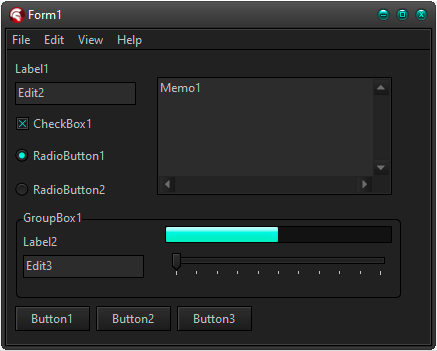 Form1
File Edit View Help
Label1
Edit2
Memo1
CheckBox1
RadioButton1
RadioButton2
GroupBox1
Label2
Edit3
Button1 Button2 Button3